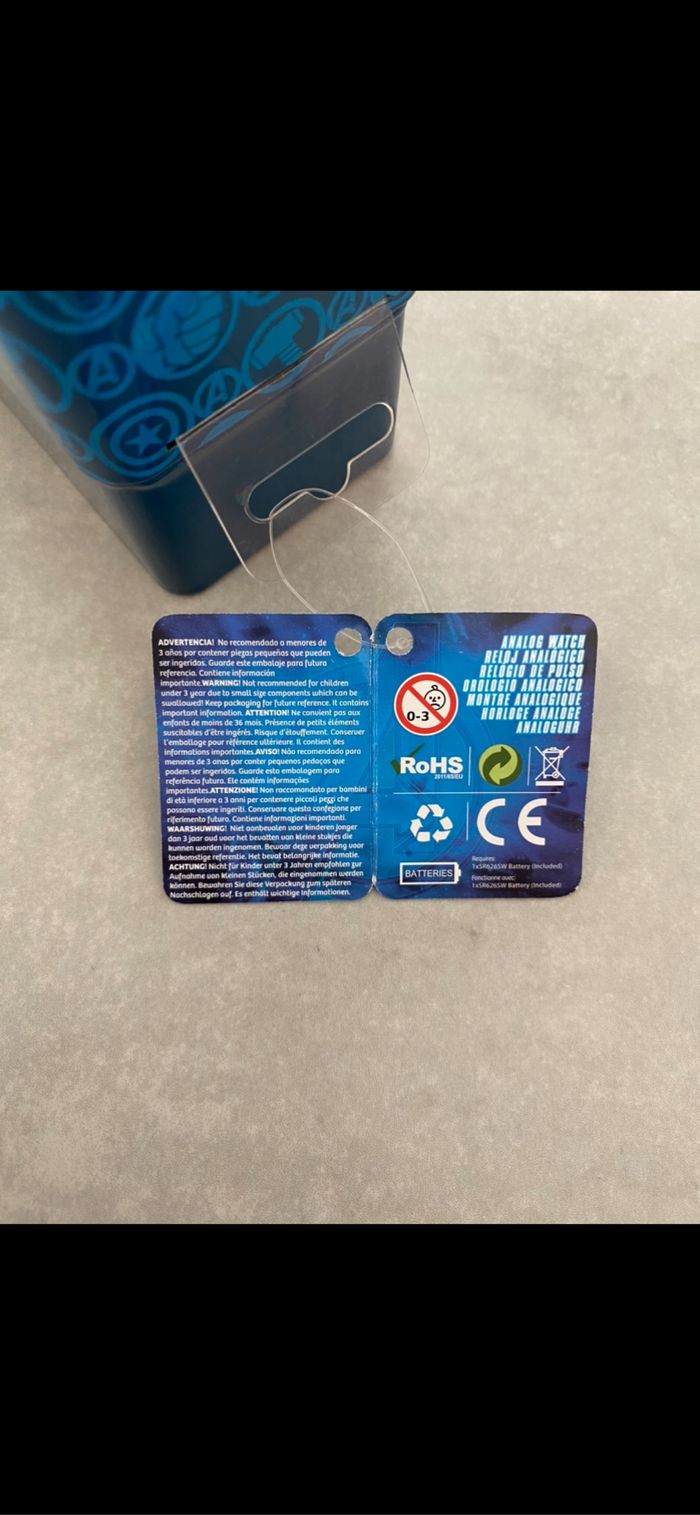 ADVERTENCIA! No recomendado a menores de
3 años por contener piezas pequeñas que pueden
ser ingeridas. Guarde este embalaje para futura
referencia. Contiene información
importante.WARNING! Not recommended for children
under 3 year due to small size components which can be
swallowed! Keep packaging for future reference. It contains
important information. ATTENTION! Ne convient pas aux
enfants de moins de 36 mois. Présence de petits éléments
suscitables d'être ingérés. Risque d'étouffement. Conserver
l'emballage pour référence ultérieure. Il contient des
informations importantes.AVISO! Não recomendado para
menores de 3 anos por conter pequenos pedaços que
podem ser ingeridos. Guarde esta embalagem para
referência futura. Ele contém informações
importantes.ATTENZIONE! Non raccomandato per bambini
di età inferiore a 3 anni per contenere piccoli pezzi che
possono essere ingeriti. Conservare questa confezione per
riferimento futuro. Contiene informazioni importanti.
WAARSHUWING! Niet aanbevolen voor kinderen jonger
dan 3 jaar oud voor het bevatten van kleine stukjes die
kunnen worden ingenomen. Bewaar deze verpakking voor
toekomstige referentie. Het bevat belangrijke informatie.
ACHTUNG! Nicht für Kinder unter 3 Jahren empfohlen zur
Aufnahme von kleinen Stücken, die eingenommen werden
können. Bewahren Sie diese Verpackung zum späteren
Nachschlagen auf. Es enthält wichtige Informationen.
ANALOG WATCH
RELOJ ANALÓGICO
RELOGIO DE PULSO
OROLOGIO ANALOGICO
MONTRE ANALOGIQUE
HORLOGE ANALOGE
ANALOGUHR
0-3
RoHS
2011/65/EU
CE
BATTERIES
Requires:
1xSR626SW Battery (Included)
Fonctionne avec:
1xSR626SW Battery (Included)